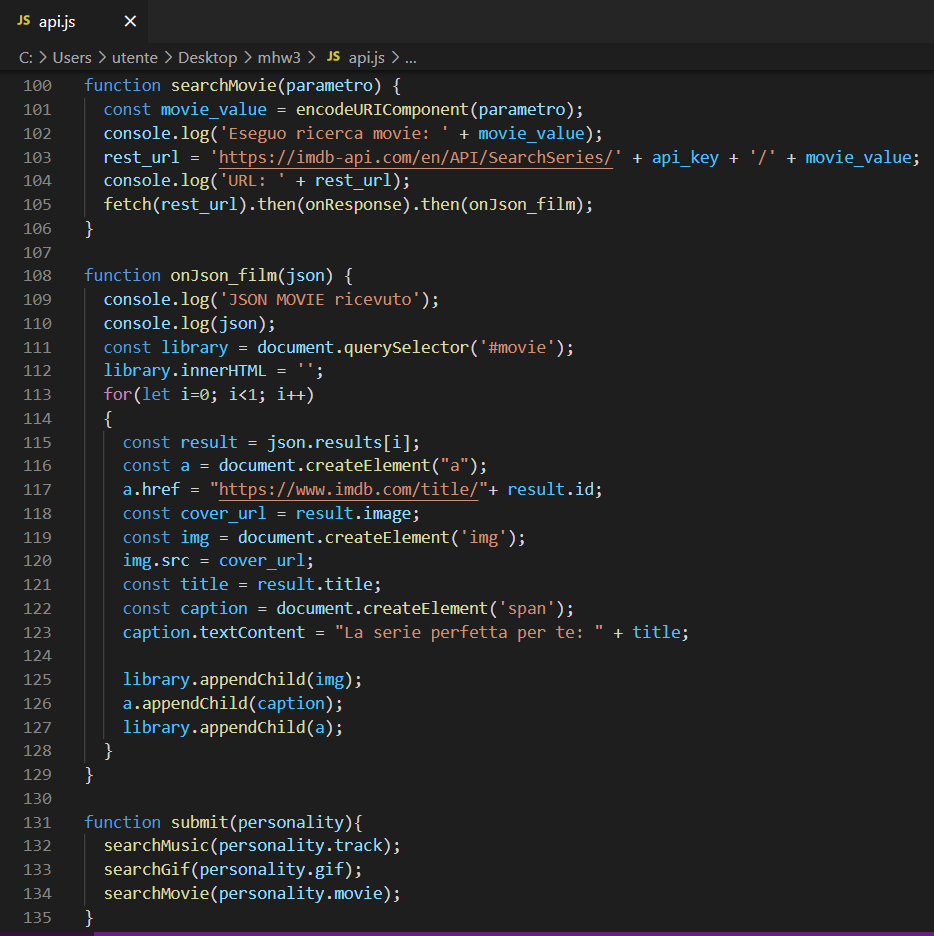 JS api.js ×
C: > Users > utente > Desktop > mhw3 > JS api.js > ...
100 function searchMovie(parametro) {
101 const movie_value = encodeURIComponent(parametro);
102 console.log('Eseguo ricerca movie: ' + movie_value);
103 rest_url = 'https://imdb-api.com/en/API/SearchSeries/' + api_key + '/' + movie_value;
104 console.log('URL: ' + rest_url);
105 fetch(rest_url).then(onResponse).then(onJson_film);
106 }
107
108 function onJson_film(json) {
109 console.log('JSON MOVIE ricevuto');
110 console.log(json);
111 const library = document.querySelector('#movie');
112 library.innerHTML = '';
113 for(let i=0; i<1; i++)
114 {
115 const result = json.results[i];
116 const a = document.createElement("a");
117 a.href = "https://www.imdb.com/title/"+ result.id;
118 const cover_url = result.image;
119 const img = document.createElement('img');
120 img.src = cover_url;
121 const title = result.title;
122 const caption = document.createElement('span');
123 caption.textContent = "La serie perfetta per te: " + title;
124
125 library.appendChild(img);
126 a.appendChild(caption);
127 library.appendChild(a);
128 }
129 }
130
131 function submit(personality){
132 searchMusic(personality.track);
133 searchGif(personality.gif);
134 searchMovie(personality.movie);
135 }